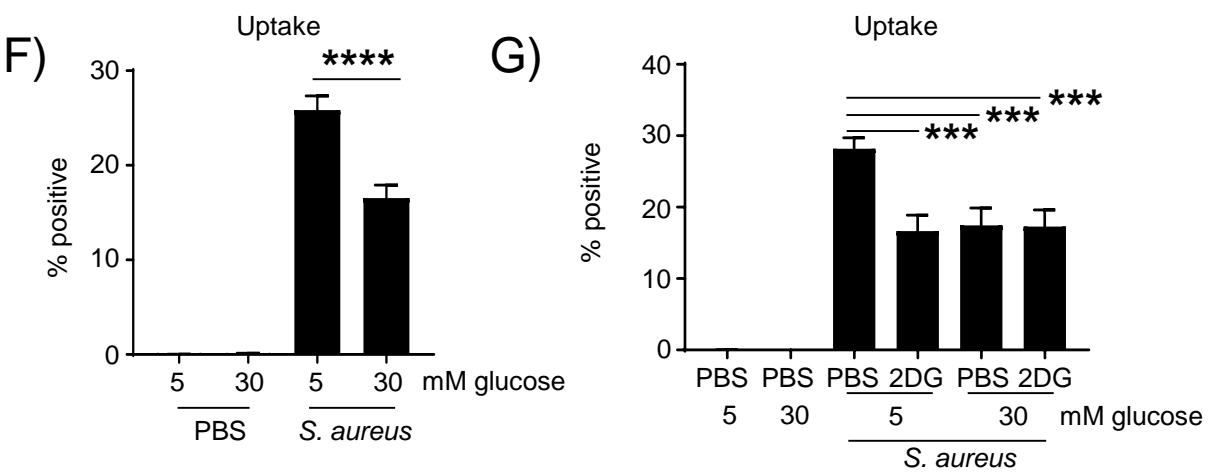 F)
Uptake
****
% positive
30
20
10
0
5 30 5 30 mM glucose
PBS S. aureus
G)
Uptake
***
***
***
% positive
40
30
20
10
0
PBS PBS PBS 2DG PBS 2DG
5 30 5 30 mM glucose
S. aureus